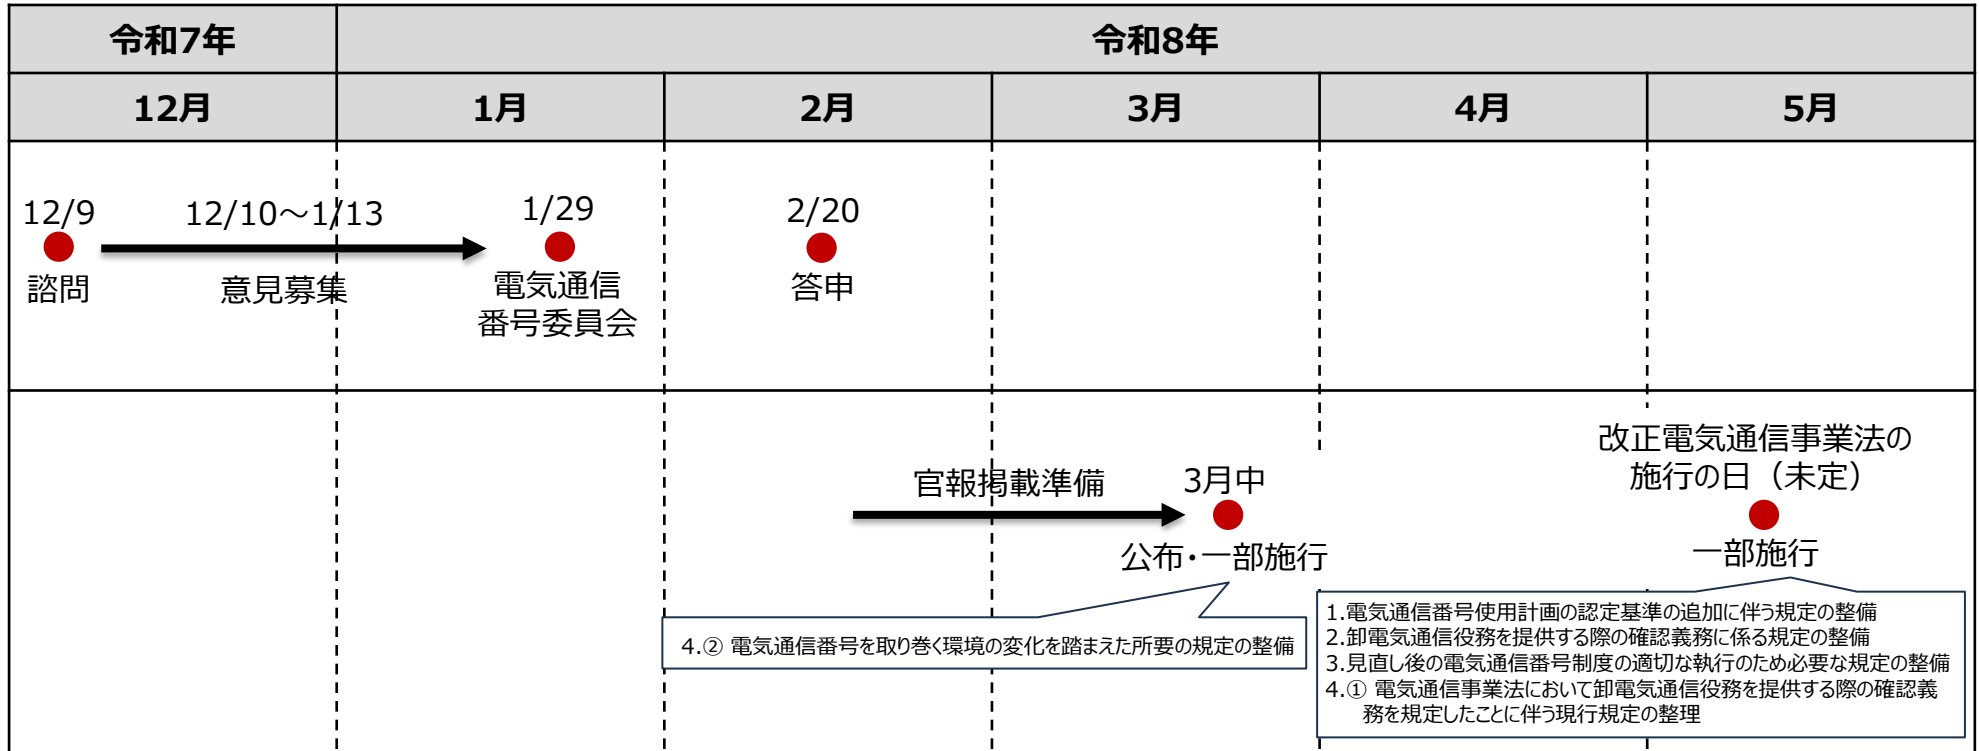 令和7年
令和8年
12月
1月
2月
3月
4月
5月
12/9
12/10～1/13
1/29
2/20
諮問
意見募集
電気通信
番号委員会
答申
改正電気通信事業法の
施行の日（未定）
官報掲載準備
3月中
公布・一部施行
一部施行
4.② 電気通信番号を取り巻く環境の変化を踏まえた所要の規定の整備
1.電気通信番号使用計画の認定基準の追加に伴う規定の整備
2.卸電気通信役務を提供する際の確認義務に係る規定の整備
3.見直し後の電気通信番号制度の適切な執行のため必要な規定の整備
4.① 電気通信事業法において卸電気通信役務を提供する際の確認義
務を規定したことに伴う現行規定の整理